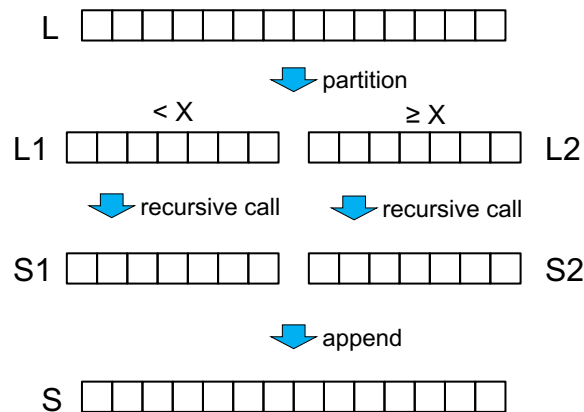 L
partition
< X
≥ X
L1
L2
recursive call
recursive call
S1
S2
append
S